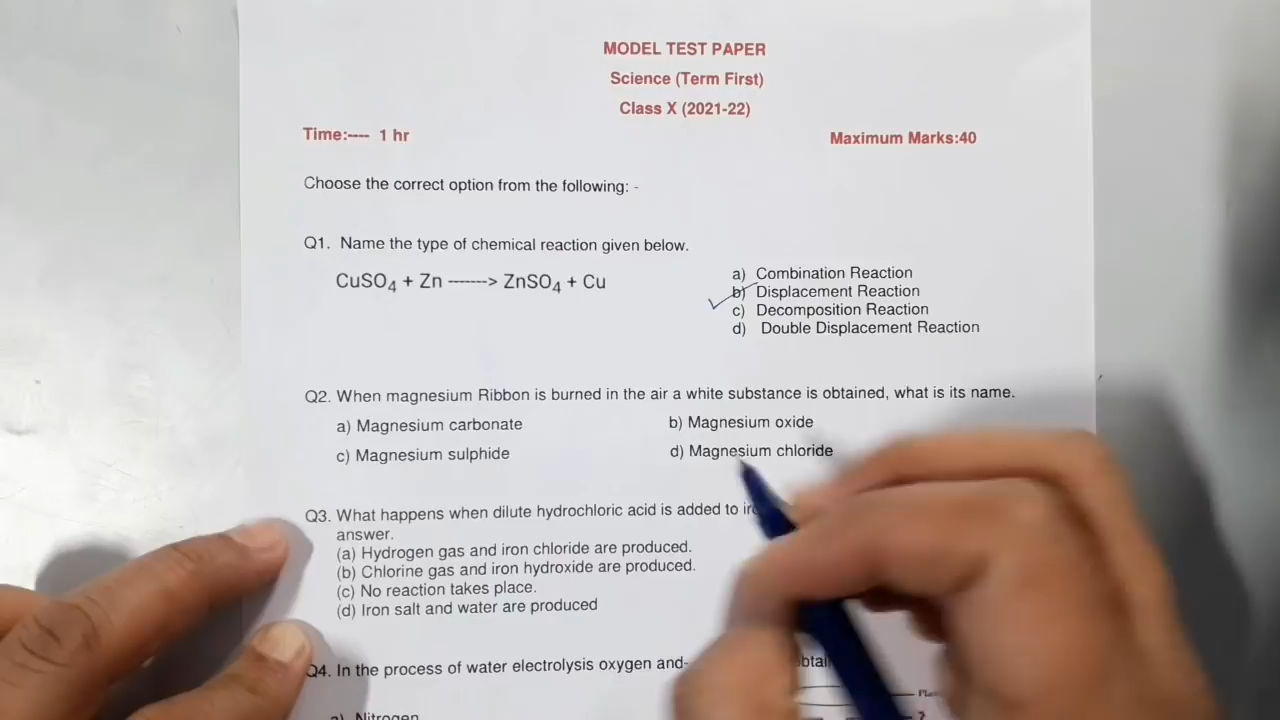 MODEL TEST PAPER
Science (Term First)
Class X (2021-22)
Time:---- 1 hr
Maximum Marks:40
Choose the correct option from the following: -
Q1. Name the type of chemical reaction given below.
CuSO4 + Zn -------> ZnSO4 + Cu
a) Combination Reaction
b) Displacement Reaction
c) Decomposition Reaction
d) Double Displacement Reaction
Q2. When magnesium Ribbon is burned in the air a white substance is obtained, what is its name.
a) Magnesium carbonate
b) Magnesium oxide
c) Magnesium sulphide
d) Magnesium chloride
Q3. What happens when dilute hydrochloric acid is added to
answer.
(a) Hydrogen gas and iron chloride are produced.
(b) Chlorine gas and iron hydroxide are produced.
(c) No reaction takes place.
(d) Iron salt and water are produced
Q4. In the process of water electrolysis oxygen and-
a) Nitrogen
?